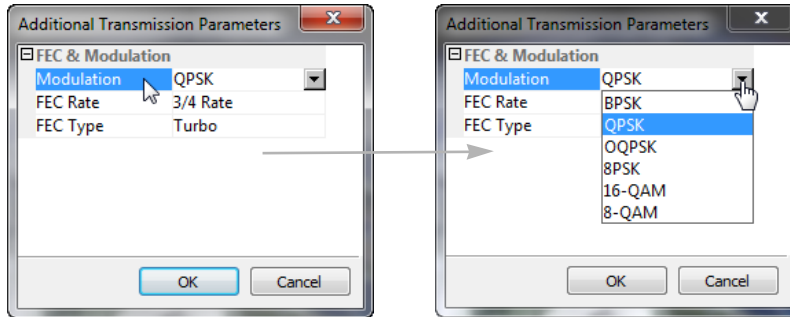 Additional Transmission Parameters
FEC & Modulation
Modulation QPSK
FEC Rate 3/4 Rate
FEC Type Turbo
OK Cancel
Additional Transmission Parameters
FEC & Modulation
Modulation QPSK
FEC Rate
FEC Type
BPSK
QPSK
OQPSK
8PSK
16-QAM
8-QAM
OK Cancel